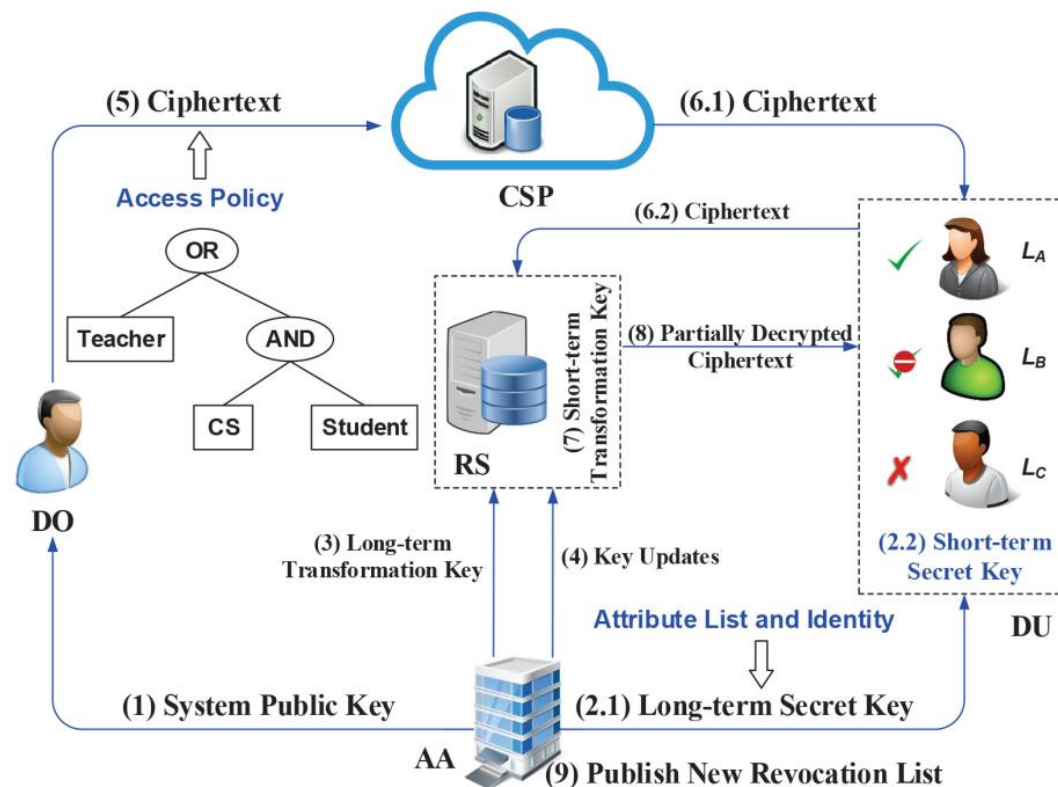 (5) Ciphertext
(6.1) Ciphertext
Access Policy
CSP
(6.2) Ciphertext
OR
Teacher
AND
CS
Student
(7) Short-term
Transformation Key
RS
(8) Partially Decrypted
Ciphertext
L_A
L_B
L_C
(2.2) Short-term
Secret Key
DU
DO
(3) Long-term
Transformation Key
(4) Key Updates
Attribute List and Identity
(1) System Public Key
(2.1) Long-term Secret Key
AA
(9) Publish New Revocation List